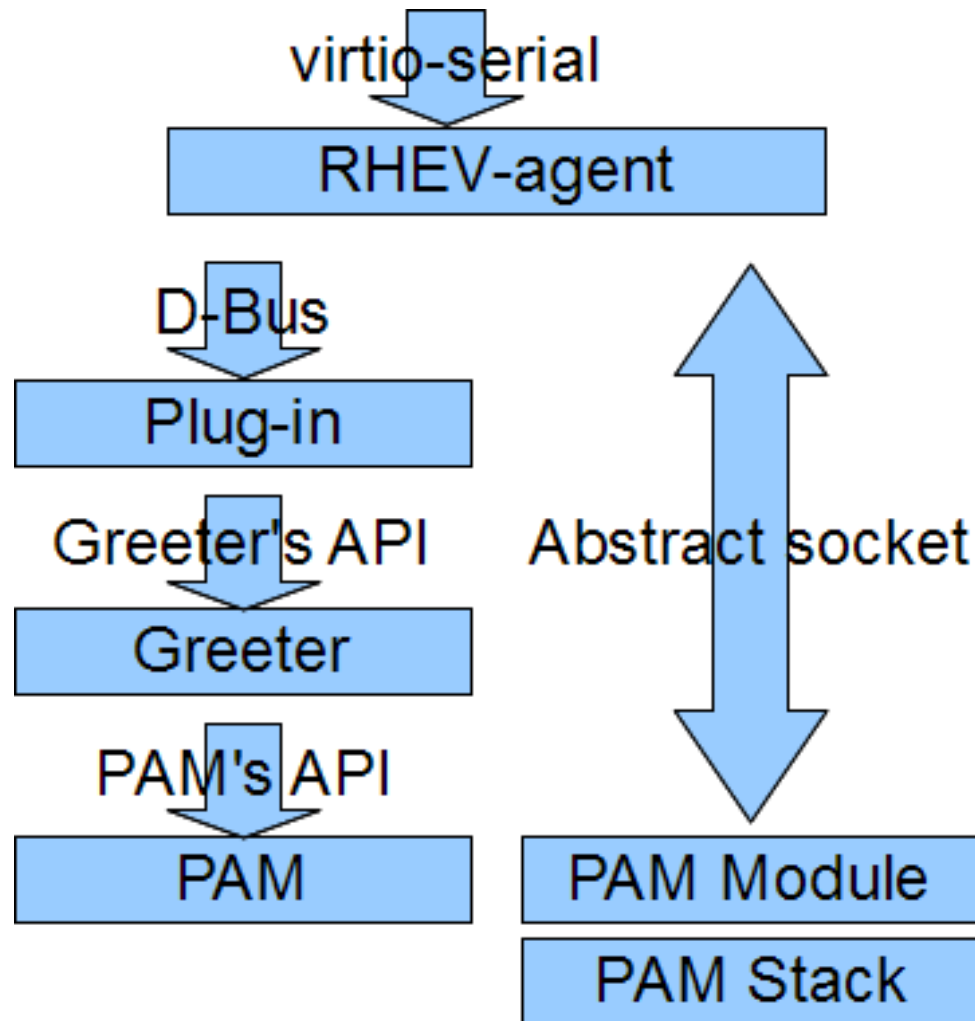 virtio-serial
RHEV-agent
D-Bus
Plug-in
Greeter's API
Abstract socket
Greeter
PAM's API
PAM
PAM Module
PAM Stack